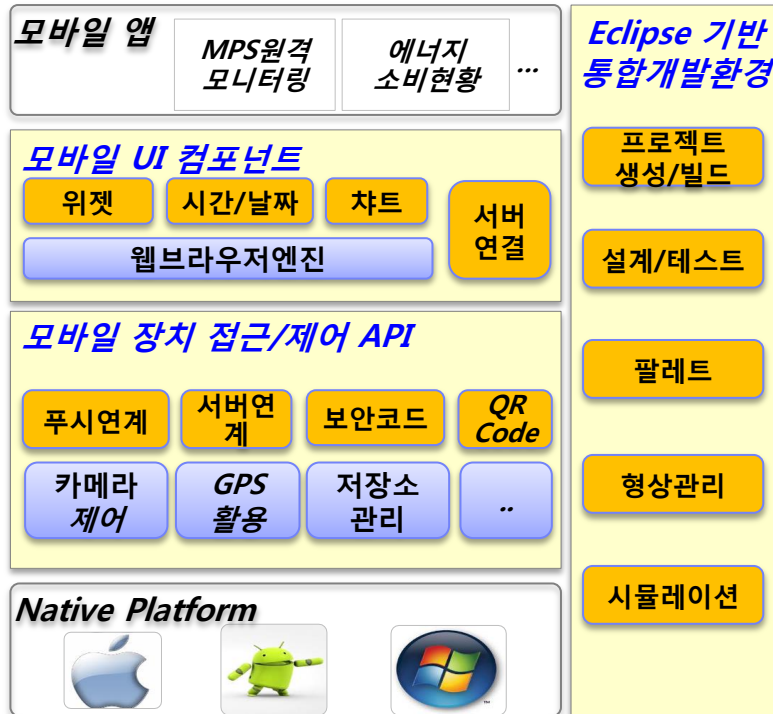 모바일 앱
MPS원격
모니터링
에너지
소비현황
...
모바일 UI 컴포넌트
위젯
시간/날짜
챠트
서버
연결
웹브라우저엔진
모바일 장치 접근/제어 API
푸시연계
서버연
계
보안코드
QR
Code
카메라
제어
GPS
활용
저장소
관리
..
Native Platform
Eclipse 기반
통합개발환경
프로젝트
생성/빌드
설계/테스트
팔레트
형상관리
시뮬레이션